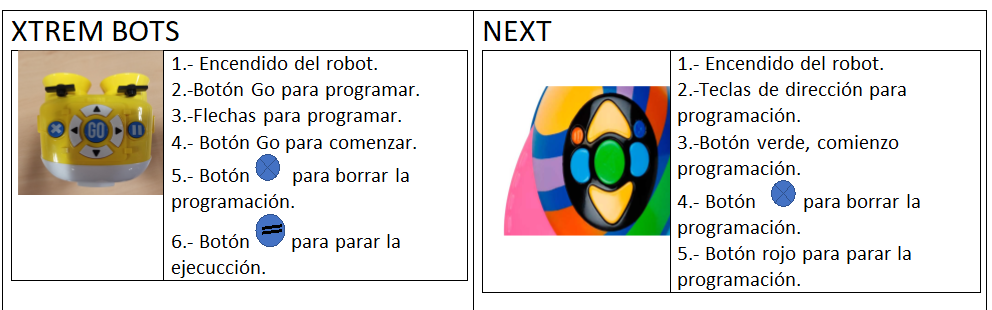 XTREM BOTS
GO
1.- Encendido del robot.
2.-Botón Go para programar.
3.-Flechas para programar.
4.- Botón Go para comenzar.
5.- Botón para borrar la
programación.
6.- Botón para parar la
ejecucción.
NEXT
1.- Encendido del robot.
2.-Teclas de dirección para
programación.
3.-Botón verde, comienzo
programación.
4.- Botón para borrar la
programación.
5.- Botón rojo para parar la
programación.